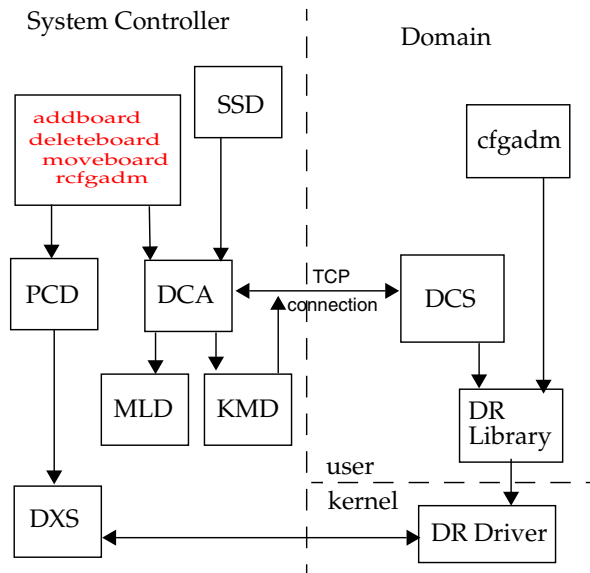 System Controller
Domain
addboard
deleteboard
moveboard
rcfgadm
SSD
cfgadm
PCD
DCA
TCP
connection
DCS
MLD
KMD
DR
Library
user
kernel
DXS
DR Driver